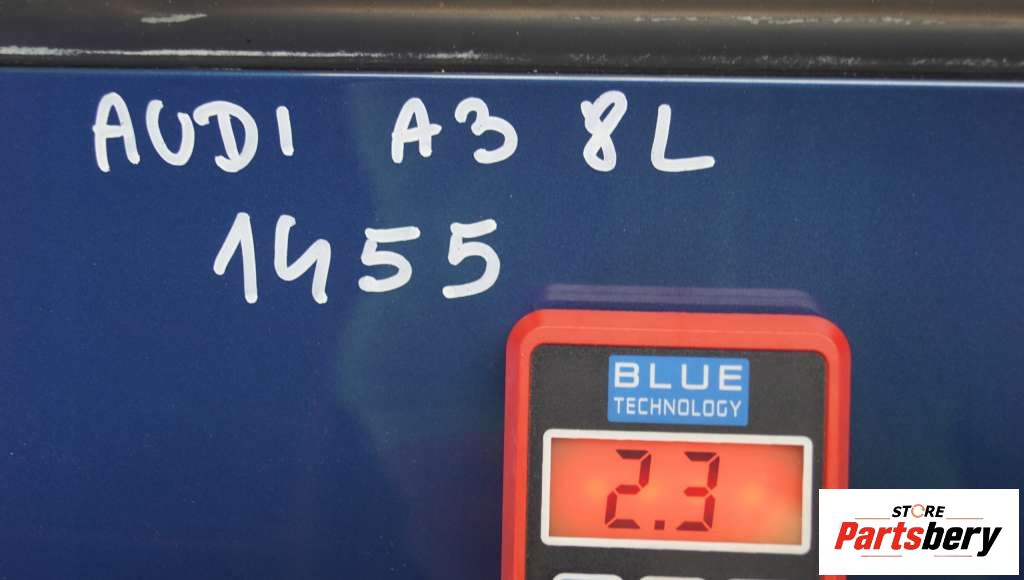 AUDI A3 8L
1455
BLUE
TECHNOLOGY
2.3
STORE
Partsbery